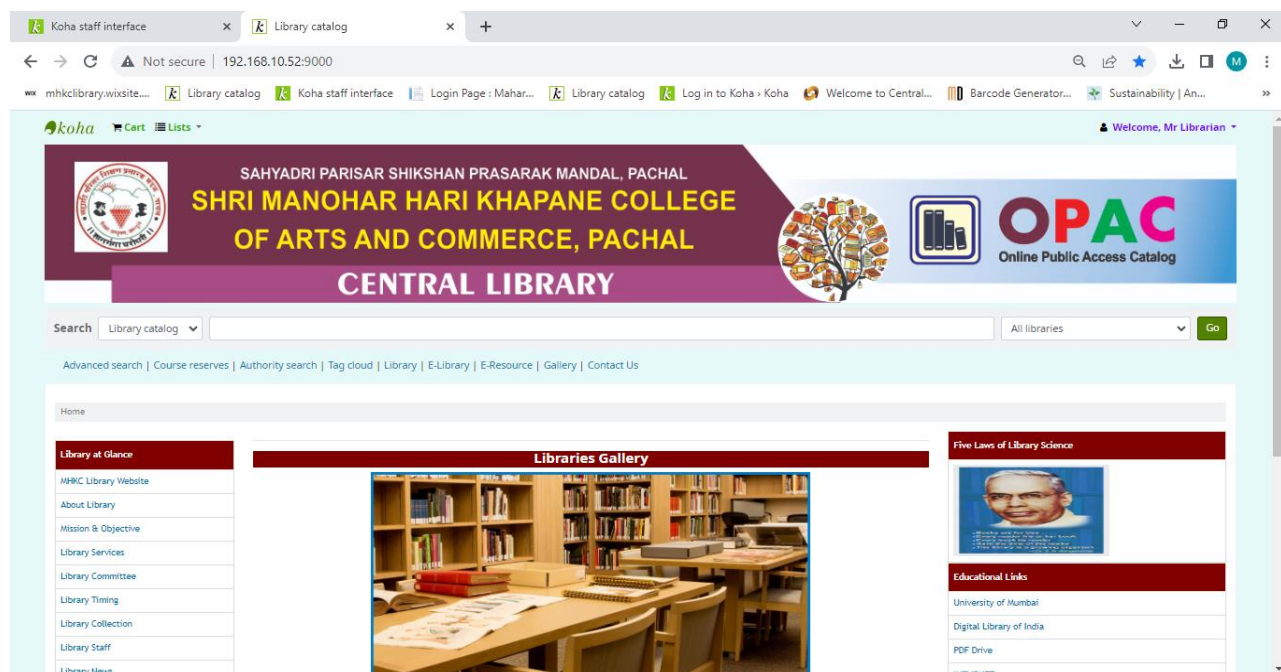 Koha staff interface
Library catalog
Not secure | 192.168.10.52:9000
M
WIX mhkclibrary.wixsite.... Library catalog Koha staff interface Login Page : Mahar... Library catalog Log in to Koha › Koha Welcome to Central... Barcode Generator... Sustainability | An... »
koha Cart Lists
Welcome, Mr Librarian
SAHYADRI PARISAR SHIKSHAN PRASARAK MANDAL, PACHAL
SHRI MANOHAR HARI KHAPANE COLLEGE
OF ARTS AND COMMERCE, PACHAL
CENTRAL LIBRARY
OPAC
Online Public Access Catalog
Search Library catalog All libraries Go
Advanced search | Course reserves | Authority search | Tag cloud | Library | E-Library | E-Resource | Gallery | Contact Us
Home
Library at Glance
MHKC Library Website
About Library
Mission & Objective
Library Services
Library Committee
Library Timing
Library Collection
Library Staff
Library News
Libraries Gallery
Five Laws of Library Science
Educational Links
University of Mumbai
Digital Library of India
PDF Drive